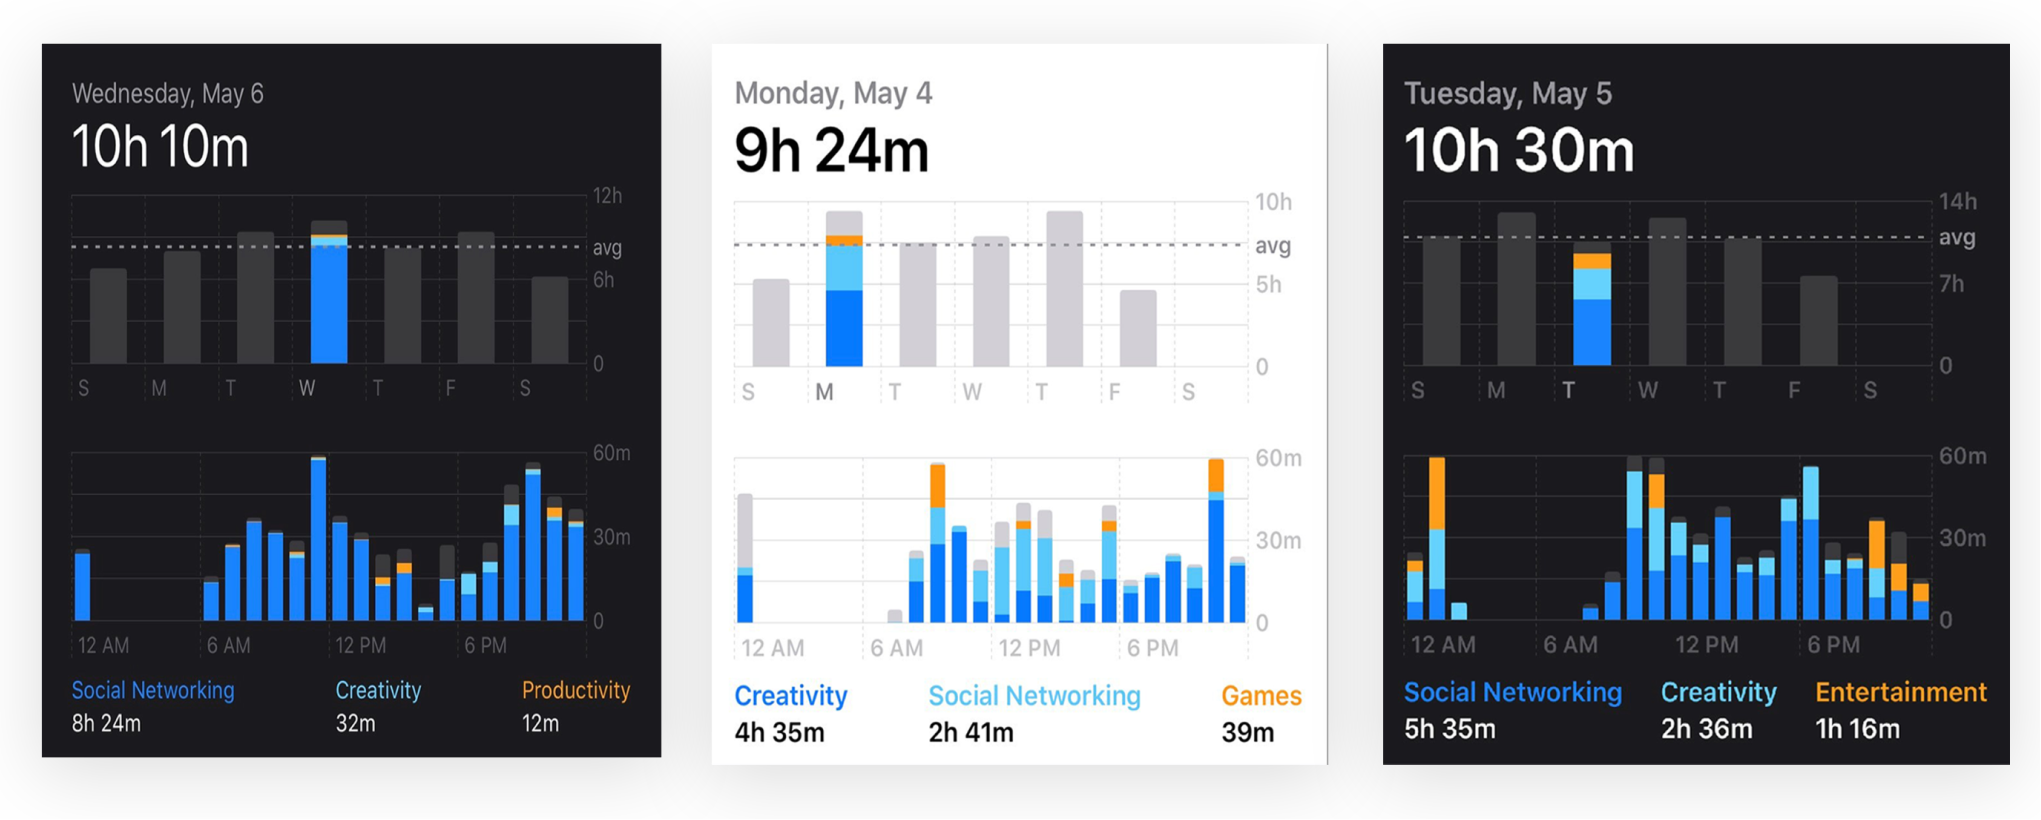 Wednesday, May 6
10h 10m
12h
avg
6h
0
S M T W T F S
60m
30m
0
12 AM 6 AM 12 PM 6 PM
Social Networking Creativity Productivity
8h 24m 32m 12m
Monday, May 4
9h 24m
10h
avg
5h
0
S M T W T F S
60m
30m
0
12 AM 6 AM 12 PM 6 PM
Creativity Social Networking Games
4h 35m 2h 41m 39m
Tuesday, May 5
10h 30m
14h
avg
7h
0
S M T W T F S
60m
30m
0
12 AM 6 AM 12 PM 6 PM
Social Networking Creativity Entertainment
5h 35m 2h 36m 1h 16m